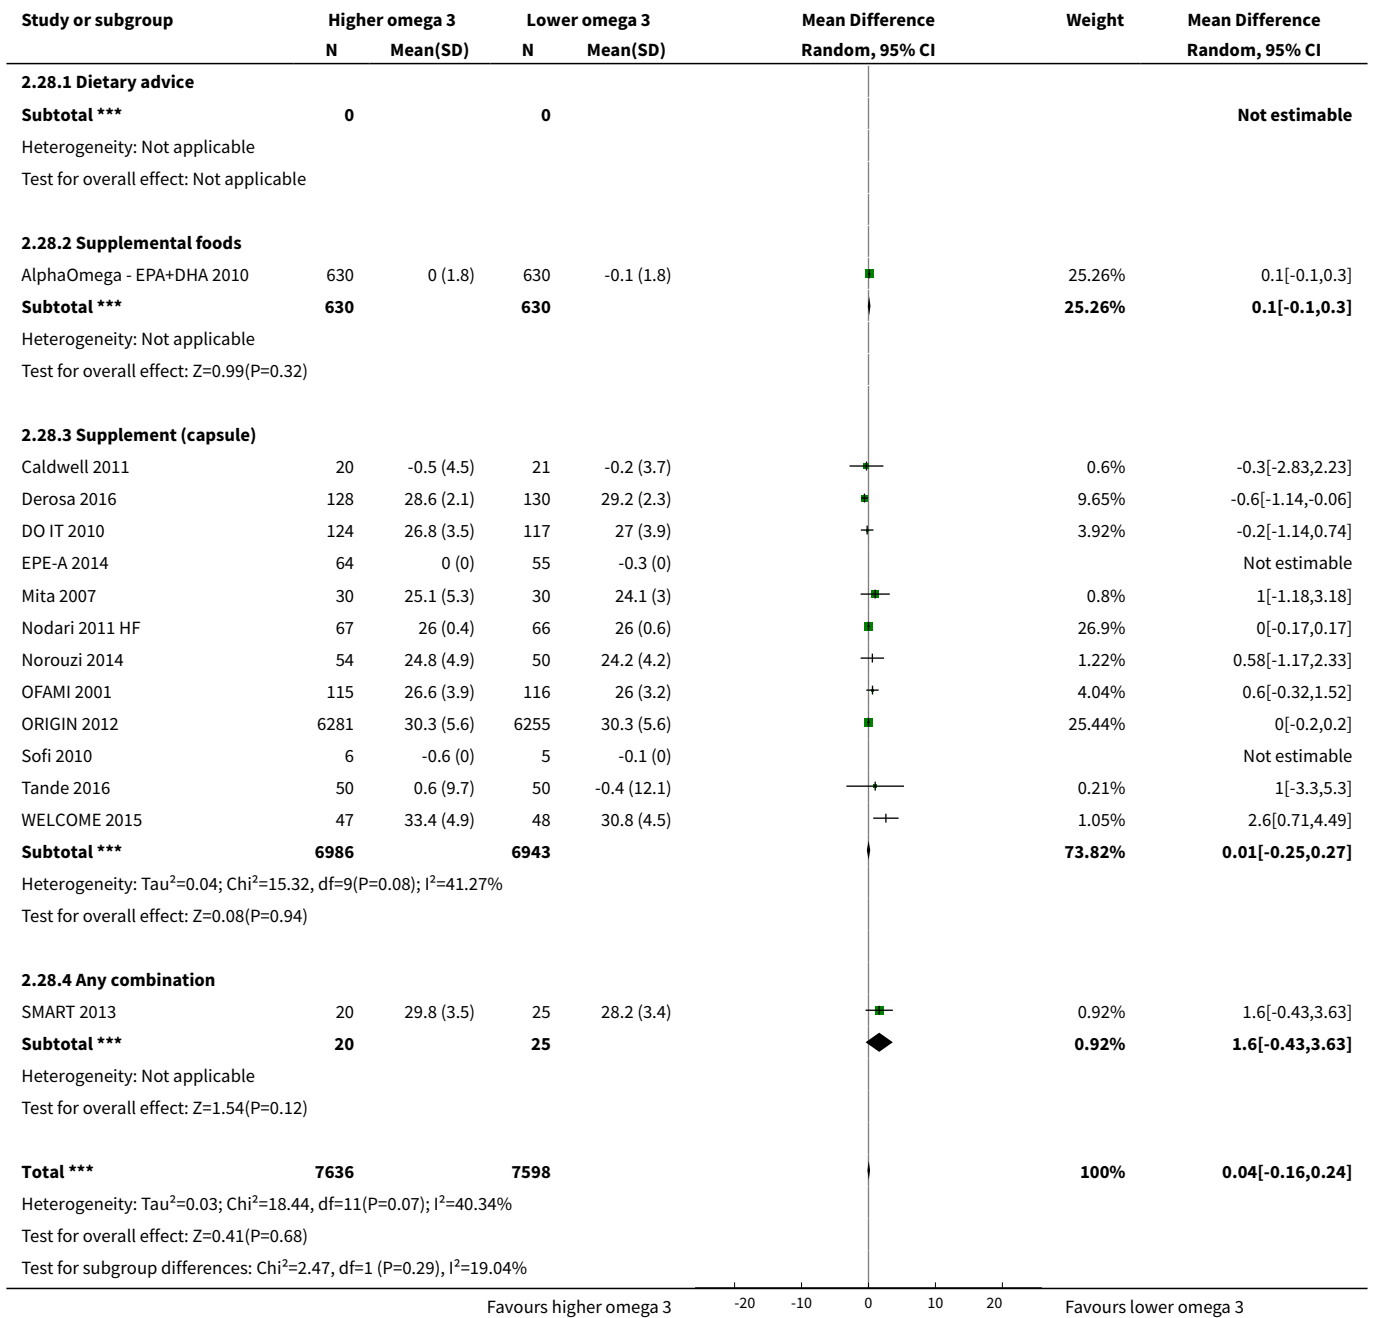 Study or subgroup Higher omega 3 Lower omega 3 Mean Difference Weight Mean Difference
N Mean(SD) N Mean(SD) Random, 95% CI Random, 95% CI
2.28.1 Dietary advice
Subtotal *** 0 0 Not estimable
Heterogeneity: Not applicable
Test for overall effect: Not applicable
2.28.2 Supplemental foods
AlphaOmega - EPA+DHA 2010 630 0 (1.8) 630 -0.1 (1.8) 25.26% 0.1[-0.1,0.3]
Subtotal *** 630 630 25.26% 0.1[-0.1,0.3]
Heterogeneity: Not applicable
Test for overall effect: Z=0.99(P=0.32)
2.28.3 Supplement (capsule)
Caldwell 2011 20 -0.5 (4.5) 21 -0.2 (3.7) 0.6% -0.3[-2.83,2.23]
Derosa 2016 128 28.6 (2.1) 130 29.2 (2.3) 9.65% -0.6[-1.14,-0.06]
DO IT 2010 124 26.8 (3.5) 117 27 (3.9) 3.92% -0.2[-1.14,0.74]
EPE-A 2014 64 0 (0) 55 -0.3 (0) Not estimable
Mita 2007 30 25.1 (5.3) 30 24.1 (3) 0.8% 1[-1.18,3.18]
Nodari 2011 HF 67 26 (0.4) 66 26 (0.6) 26.9% 0[-0.17,0.17]
Norouzi 2014 54 24.8 (4.9) 50 24.2 (4.2) 1.22% 0.58[-1.17,2.33]
OFAMI 2001 115 26.6 (3.9) 116 26 (3.2) 4.04% 0.6[-0.32,1.52]
ORIGIN 2012 6281 30.3 (5.6) 6255 30.3 (5.6) 25.44% 0[-0.2,0.2]
Sofi 2010 6 -0.6 (0) 5 -0.1 (0) Not estimable
Tande 2016 50 0.6 (9.7) 50 -0.4 (12.1) 0.21% 1[-3.3,5.3]
WELCOME 2015 47 33.4 (4.9) 48 30.8 (4.5) 1.05% 2.6[0.71,4.49]
Subtotal *** 6986 6943 73.82% 0.01[-0.25,0.27]
Heterogeneity: Tau²=0.04; Chi²=15.32, df=9(P=0.08); I²=41.27%
Test for overall effect: Z=0.08(P=0.94)
2.28.4 Any combination
SMART 2013 20 29.8 (3.5) 25 28.2 (3.4) 0.92% 1.6[-0.43,3.63]
Subtotal *** 20 25 0.92% 1.6[-0.43,3.63]
Heterogeneity: Not applicable
Test for overall effect: Z=1.54(P=0.12)
Total *** 7636 7598 100% 0.04[-0.16,0.24]
Heterogeneity: Tau²=0.03; Chi²=18.44, df=11(P=0.07); I²=40.34%
Test for overall effect: Z=0.41(P=0.68)
Test for subgroup differences: Chi²=2.47, df=1 (P=0.29), I²=19.04%
Favours higher omega 3 -20 -10 0 10 20 Favours lower omega 3